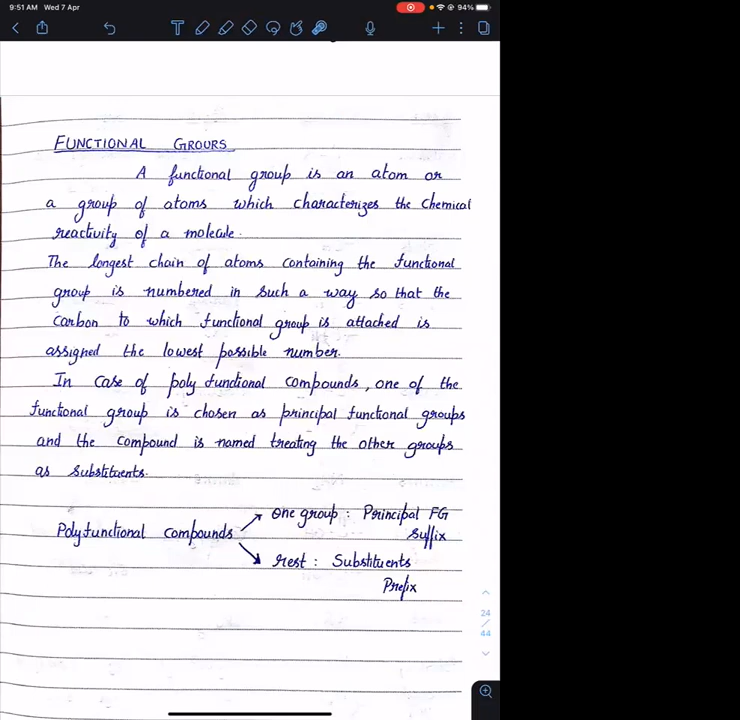 9:51 AM Wed 7 Apr
94%
FUNCTIONAL GROUPS
A functional group is an atom or
a group of atoms which characterizes the chemical
reactivity of a molecule.
The longest chain of atoms containing the functional
group is numbered in such a way so that the
carbon to which functional group is attached is
assigned the lowest possible number.
In case of poly functional compounds, one of the
functional group is chosen as principal functional groups
and the compound is named treating the other groups
as substituents.
One group : Principal FG
Polyfunctional compounds
Suffix
rest : Substituents
Prefix
24
/
44